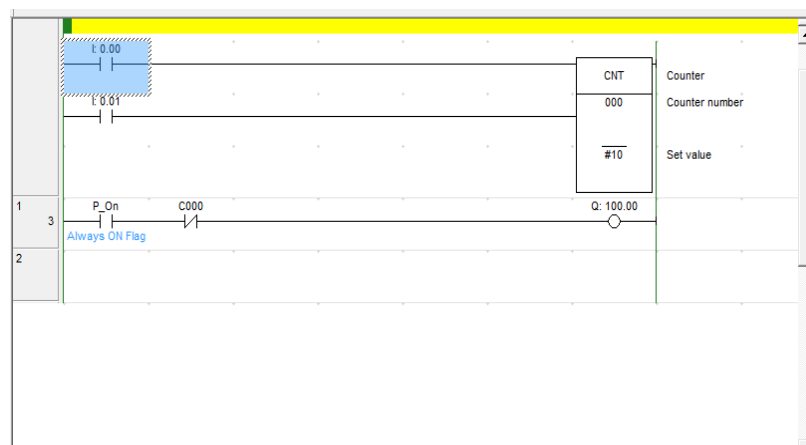 I: 0.00
CNT Counter
I: 0.01
000 Counter number
#10 Set value
1
P_On C000 Q: 100.00
3
Always ON Flag
2